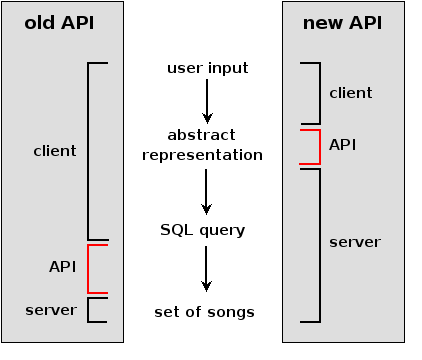 old API
client
API
server
user input
abstract
representation
SQL query
set of songs
new API
client
API
server